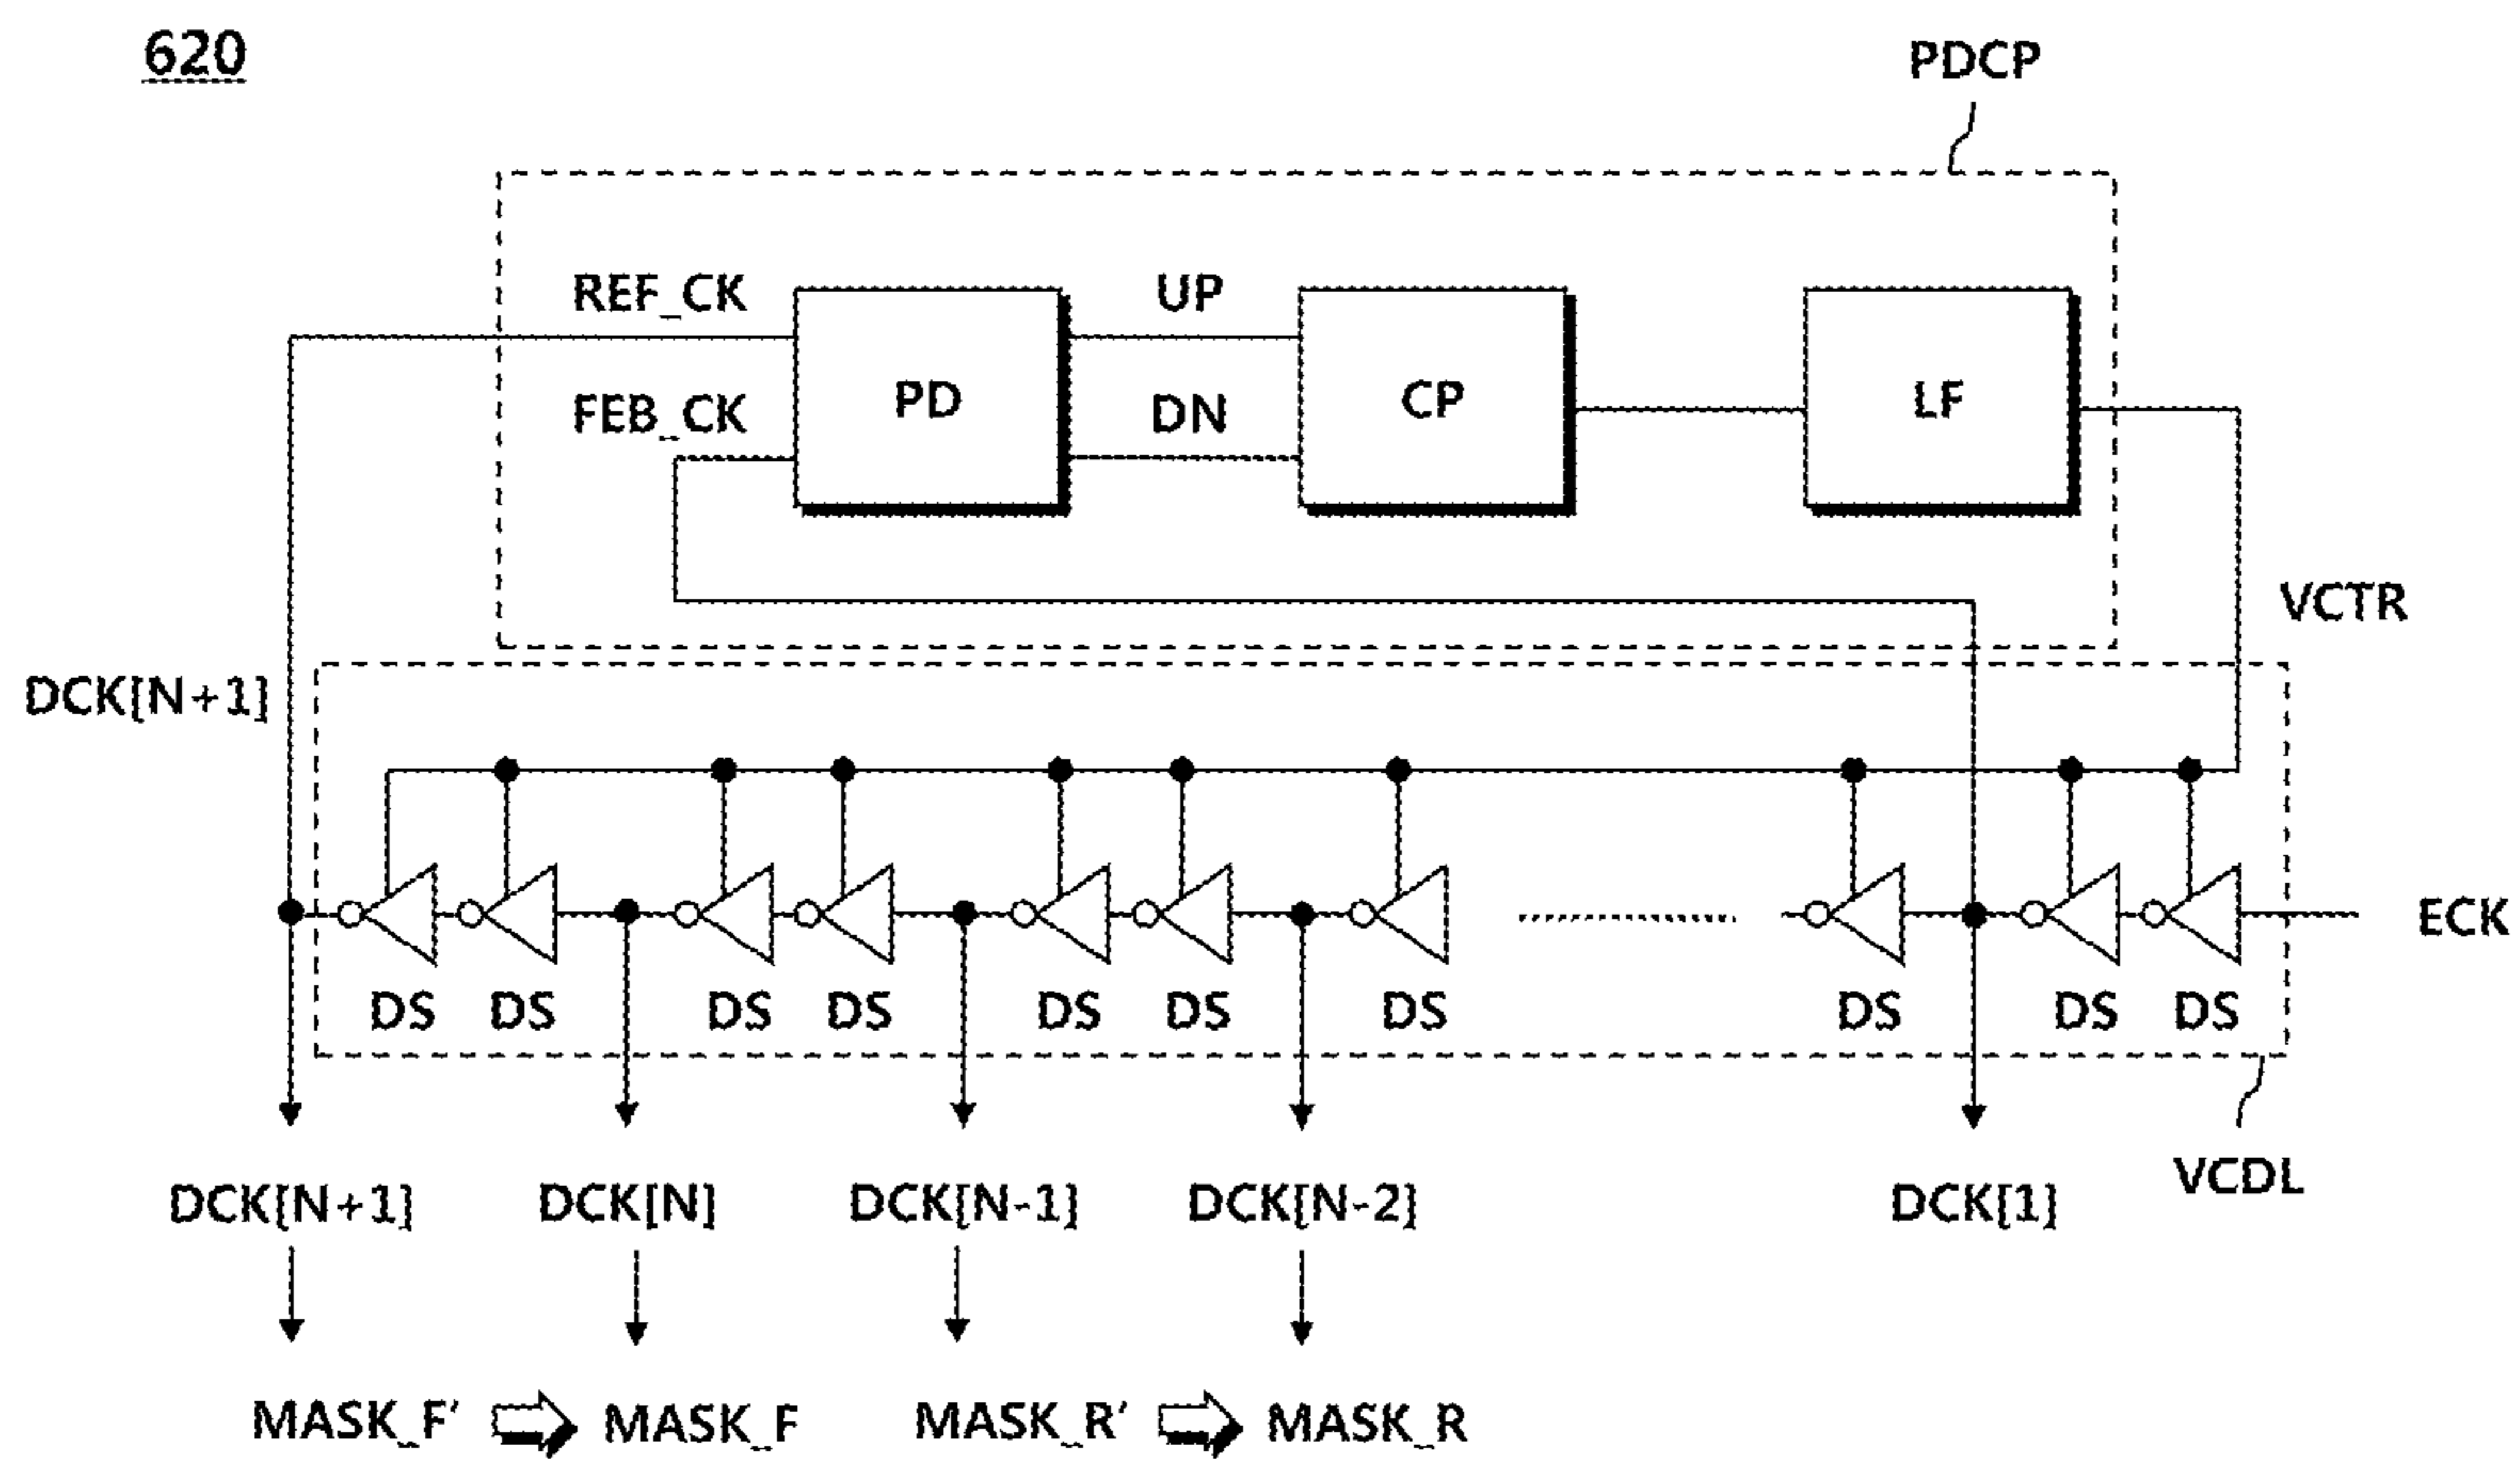 620
PDCP
REF_CK
UP
FEB_CK
PD
DN
CP
LF
VCTR
DCK[N+1]
ECK
DS DS DS DS DS DS DS DS DS DS
VCDL
DCK[N+1] DCK[N] DCK[N-1] DCK[N-2] DCK[1]
MASK_F' MASK_F MASK_R' MASK_R